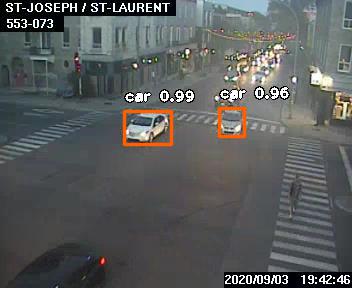 ST-JOSEPH / ST-LAURENT
553-073
car 0.99
car 0.96
2020/09/03 19:42:46